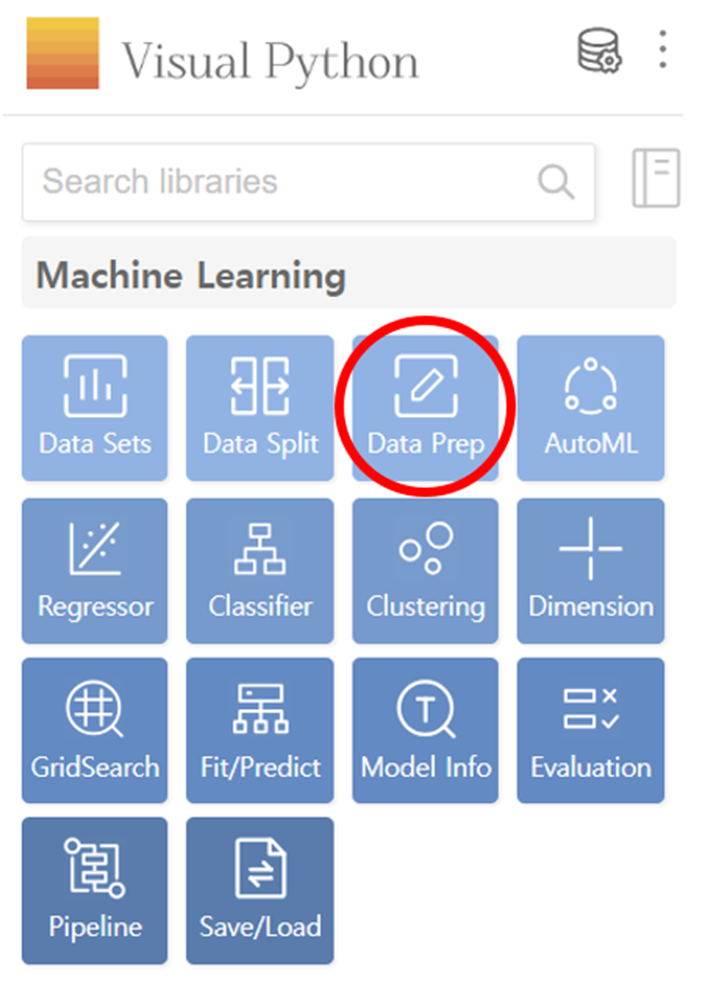 Visual Python
Search libraries
Machine Learning
Data Sets
Data Split
Data Prep
AutoML
Regressor
Classifier
Clustering
Dimension
GridSearch
Fit/Predict
Model Info
Evaluation
Pipeline
Save/Load